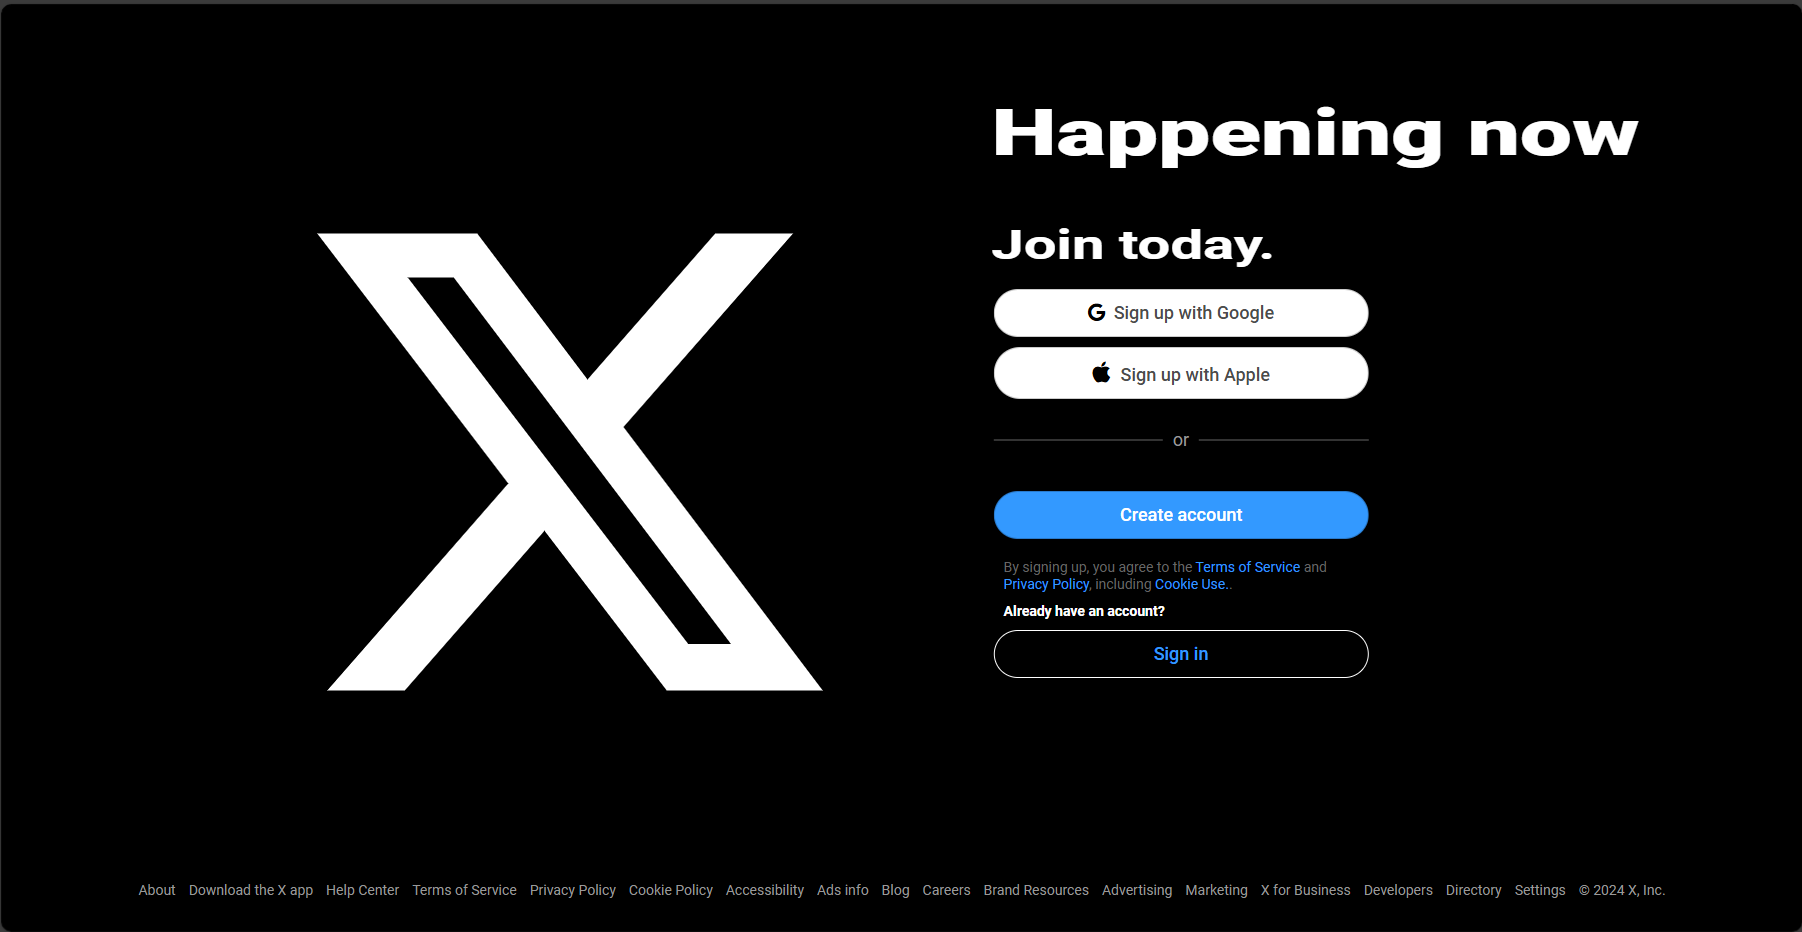 Happening now
Join today.
Sign up with Google
Sign up with Apple
or
Create account
By signing up, you agree to the Terms of Service and
Privacy Policy, including Cookie Use..
Already have an account?
Sign in
About Download the X app Help Center Terms of Service Privacy Policy Cookie Policy Accessibility Ads info Blog Careers Brand Resources Advertising Marketing X for Business Developers Directory Settings © 2024 X, Inc.